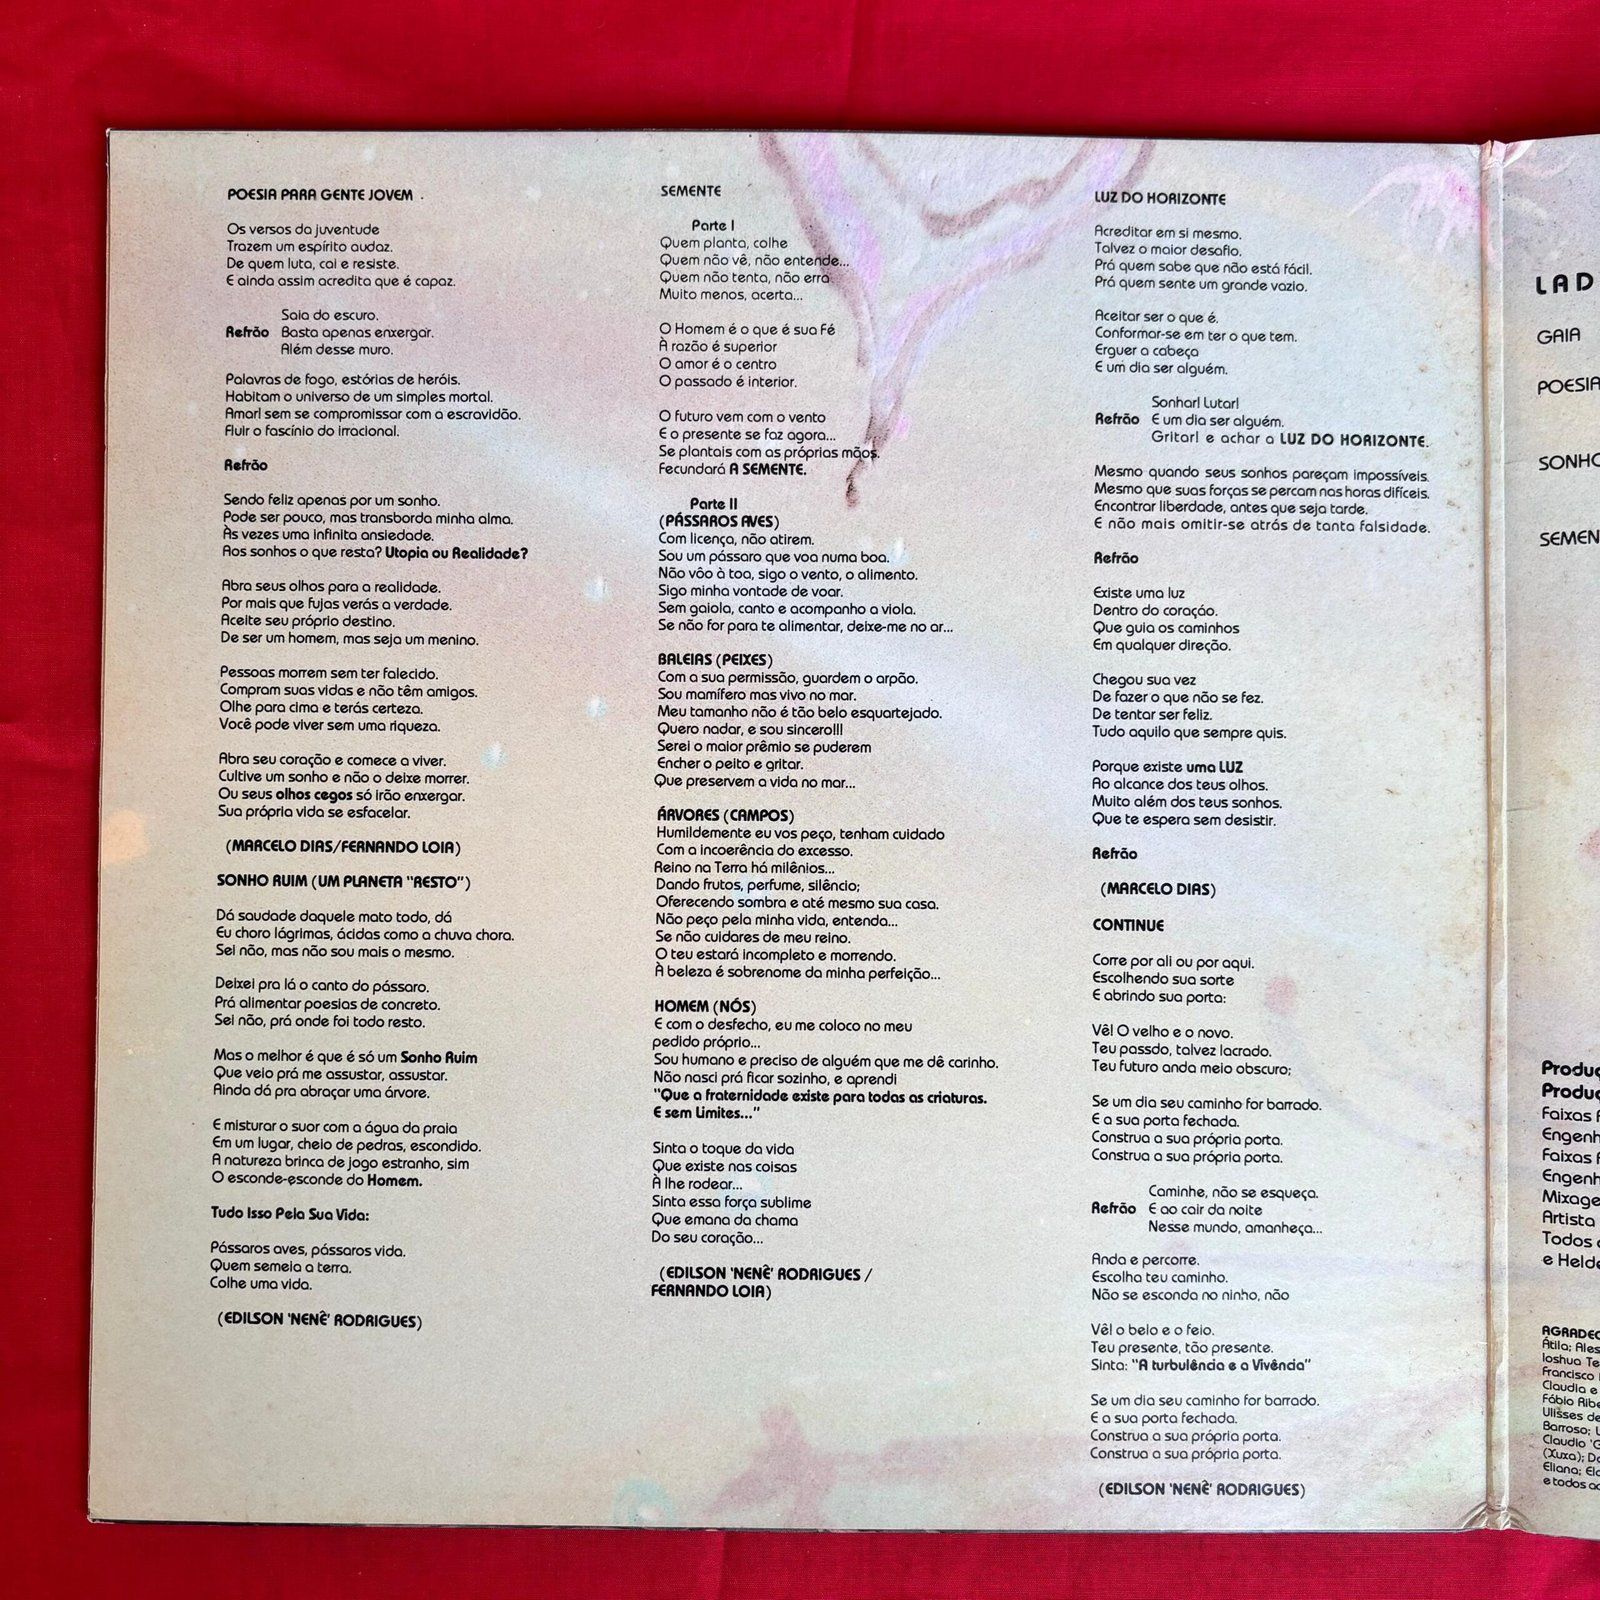 POESIA PARA GENTE JOVEM
Os versos da juventude
Trazem um espírito audaz.
De quem luta, cai e resiste.
E ainda assim acredita que é capaz.
Saia do escuro.
Refrão Basta apenas enxergar.
Além desse muro.
Palavras de fogo, estórias de heróis.
Habitam o universo de um simples mortal.
Amar! sem se compromissar com a escravidão.
Fluir o fascínio do irracional.
Refrão
Sendo feliz apenas por um sonho.
Pode ser pouco, mas transborda minha alma.
Às vezes uma infinita ansiedade.
Aos sonhos o que resta? Utopia ou Realidade?
Abra seus olhos para a realidade.
Por mais que fujas verás a verdade.
Aceite seu próprio destino.
De ser um homem, mas seja um menino.
Pessoas morrem sem ter falecido.
Compram suas vidas e não têm amigos.
Olhe para cima e terás certeza.
Você pode viver sem uma riqueza.
Abra seu coração e comece a viver.
Cultive um sonho e não o deixe morrer.
Ou seus olhos cegos só irão enxergar.
Sua própria vida se esfacelar.
(MARCELO DIAS/FERNANDO LOIA)
SONHO RUIM (UM PLANETA "RESTO")
Dá saudade daquele mato todo, dá
Eu choro lágrimas, ácidas como a chuva chora.
Sei não, mas não sou mais o mesmo.
Deixei pra lá o canto do pássaro.
Prá alimentar poesias de concreto.
Sei não, prá onde foi todo resto.
Mas o melhor é que é só um Sonho Ruim
Que veio prá me assustar, assustar.
Ainda dá pra abraçar uma árvore.
E misturar o suor com a água da praia
Em um lugar, cheio de pedras, escondido.
A natureza brinca de jogo estranho, sim
O esconde-esconde do Homem.
Tudo Isso Pela Sua Vida:
Pássaros aves, pássaros vida.
Quem semeia a terra.
Colhe uma vida.
(EDILSON 'NENÊ' RODRIGUES)
SEMENTE
Parte I
Quem planta, colhe
Quem não vê, não entende...
Quem não tenta, não erra
Muito menos, acerta...
O Homem é o que é sua Fé
À razão é superior
O amor é o centro
O passado é interior.
O futuro vem com o vento
E o presente se faz agora...
Se plantais com as próprias mãos.
Fecundará A SEMENTE.
Parte II
(PÁSSAROS AVES)
Com licença, não atirem.
Sou um pássaro que voa numa boa.
Não vôo à toa, sigo o vento, o alimento.
Sigo minha vontade de voar.
Sem gaiola, canto e acompanho a viola.
Se não for para te alimentar, deixe-me no ar...
BALEIAS (PEIXES)
Com a sua permissão, guardem o arpão.
Sou mamífero mas vivo no mar.
Meu tamanho não é tão belo esquartejado.
Quero nadar, e sou sincero!!!
Serei o maior prêmio se puderem
Encher o peito e gritar.
Que preservem a vida no mar...
ÁRVORES (CAMPOS)
Humildemente eu vos peço, tenham cuidado
Com a incoerência do excesso.
Reino na Terra há milênios...
Dando frutos, perfume, silêncio;
Oferecendo sombra e até mesmo sua casa.
Não peço pela minha vida, entenda...
Se não cuidares de meu reino.
O teu estará incompleto e morrendo.
À beleza é sobrenome da minha perfeição...
HOMEM (NÓS)
E com o desfecho, eu me coloco no meu
pedido próprio...
Sou humano e preciso de alguém que me dê carinho.
Não nasci prá ficar sozinho, e aprendi
"Que a fraternidade existe para todas as criaturas.
E sem Limites..."
Sinta o toque da vida
Que existe nas coisas
À lhe rodear...
Sinta essa força sublime
Que emana da chama
Do seu coração...
(EDILSON 'NENÊ' RODRIGUES /
FERNANDO LOIA)
LUZ DO HORIZONTE
Acreditar em si mesmo.
Talvez o maior desafio.
Prá quem sabe que não está fácil.
Prá quem sente um grande vazio.
Aceitar ser o que é.
Conformar-se em ter o que tem.
Erguer a cabeça
E um dia ser alguém.
Sonhar! Lutar!
Refrão E um dia ser alguém.
Gritar! e achar a LUZ DO HORIZONTE.
Mesmo quando seus sonhos pareçam impossíveis.
Mesmo que suas forças se percam nas horas difíceis.
Encontrar liberdade, antes que seja tarde.
E não mais omitir-se atrás de tanta falsidade.
Refrão
Existe uma luz
Dentro do coração.
Que guia os caminhos
Em qualquer direção.
Chegou sua vez
De fazer o que não se fez.
De tentar ser feliz.
Tudo aquilo que sempre quis.
Porque existe uma LUZ
Ao alcance dos teus olhos.
Muito além dos teus sonhos.
Que te espera sem desistir.
Refrão
(MARCELO DIAS)
CONTINUE
Corre por ali ou por aqui.
Escolhendo sua sorte
E abrindo sua porta:
Vê! O velho e o novo.
Teu passdo, talvez lacrado.
Teu futuro anda meio obscuro;
Se um dia seu caminho for barrado.
E a sua porta fechada.
Construa a sua própria porta.
Construa a sua própria porta.
Caminhe, não se esqueça.
Refrão E ao cair da noite
Nesse mundo, amanheça...
Anda e percorre.
Escolha teu caminho.
Não se esconda no ninho, não
Vê! o belo e o feio.
Teu presente, tão presente.
Sinta: "A turbulência e a Vivência"
Se um dia seu caminho for barrado.
E a sua porta fechada.
Construa a sua própria porta.
Construa a sua própria porta.
(EDILSON 'NENÊ' RODRIGUES)
LAD
GAIA
POESIA
SONHO
SEMEN
Produç
Produç
Faixas
Engenh
Faixas
Engenh
Mixage
Artista
Todos
e Helde
AGRADEC
Átila; Ales
Ioshua Te
Francisco
Claudia e
Fábio Ribe
Ulisses de
Barroso; L
Claudio 'G
(Xuxa); Da
Eliana; Ela
e todos ao